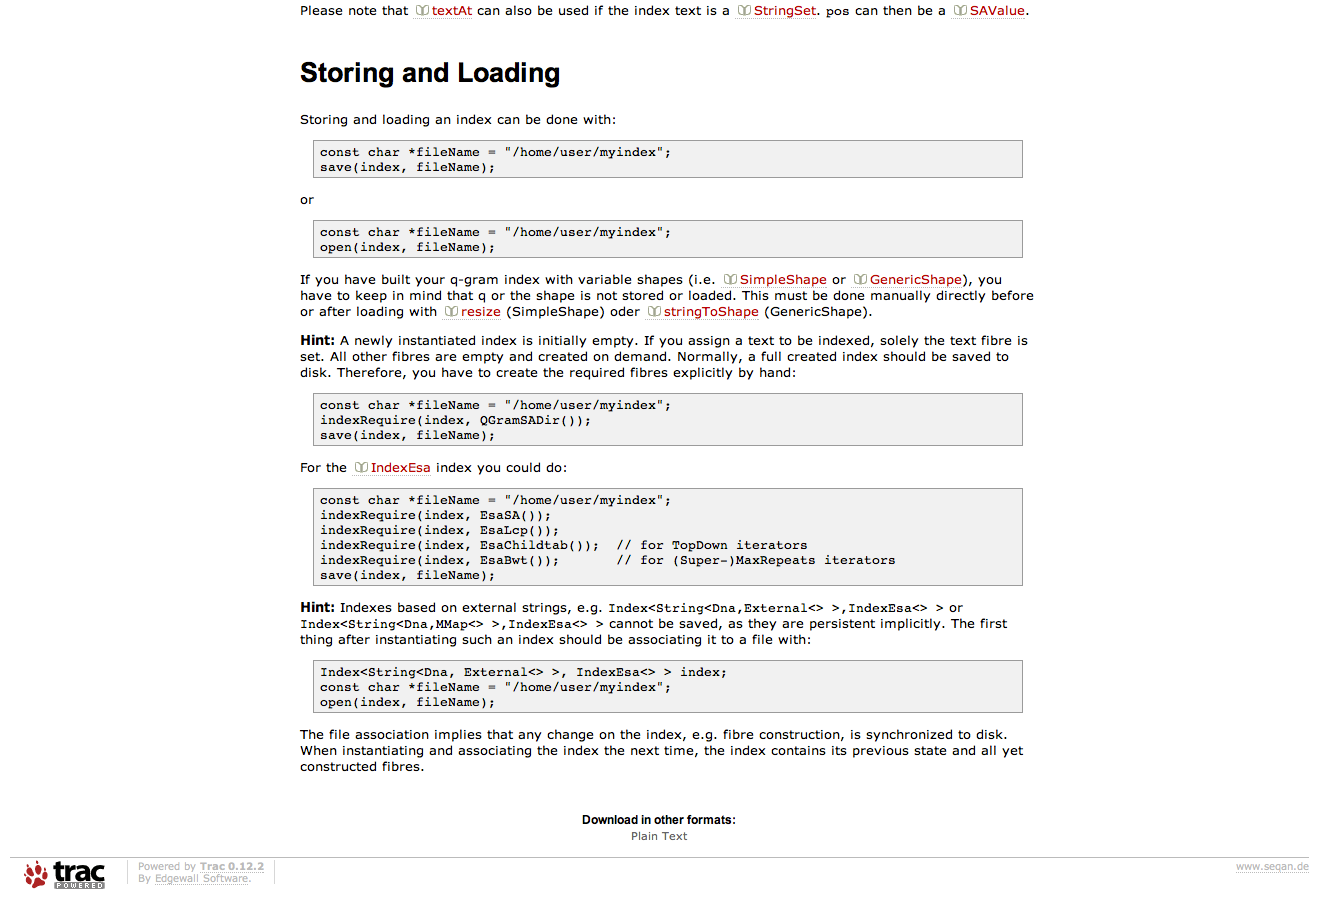 Please note that textAt can also be used if the index text is a StringSet. pos can then be a SAValue.
Storing and Loading
Storing and loading an index can be done with:
const char *fileName = "/home/user/myindex";
save(index, fileName);
or
const char *fileName = "/home/user/myindex";
open(index, fileName);
If you have built your q-gram index with variable shapes (i.e. SimpleShape or GenericShape), you
have to keep in mind that q or the shape is not stored or loaded. This must be done manually directly before
or after loading with resize (SimpleShape) oder stringToShape (GenericShape).
Hint: A newly instantiated index is initially empty. If you assign a text to be indexed, solely the text fibre is
set. All other fibres are empty and created on demand. Normally, a full created index should be saved to
disk. Therefore, you have to create the required fibres explicitly by hand:
const char *fileName = "/home/user/myindex";
indexRequire(index, QGramSADir());
save(index, fileName);
For the IndexEsa index you could do:
const char *fileName = "/home/user/myindex";
indexRequire(index, EsaSA());
indexRequire(index, EsaLcp());
indexRequire(index, EsaChildtab());  // for TopDown iterators
indexRequire(index, EsaBwt());       // for (Super-)MaxRepeats iterators
save(index, fileName);
Hint: Indexes based on external strings, e.g. Index<String<Dna,External<> >,IndexEsa<> > or
Index<String<Dna,MMap<> >,IndexEsa<> > cannot be saved, as they are persistent implicitly. The first
thing after instantiating such an index should be associating it to a file with:
Index<String<Dna, External<> >, IndexEsa<> > index;
const char *fileName = "/home/user/myindex";
open(index, fileName);
The file association implies that any change on the index, e.g. fibre construction, is synchronized to disk.
When instantiating and associating the index the next time, the index contains its previous state and all yet
constructed fibres.
Download in other formats:
Plain Text
trac
POWERED
Powered by Trac 0.12.2
By Edgewall Software.
www.seqan.de